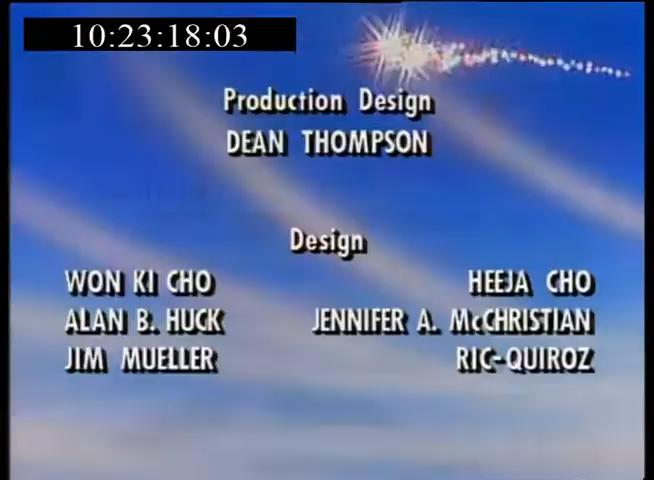 10:23:18:03
Production Design
DEAN THOMPSON
Design
WON KI CHO HEEJA CHO
ALAN B. HUCK JENNIFER A. McCHRISTIAN
JIM MUELLER RIC-QUIROZ